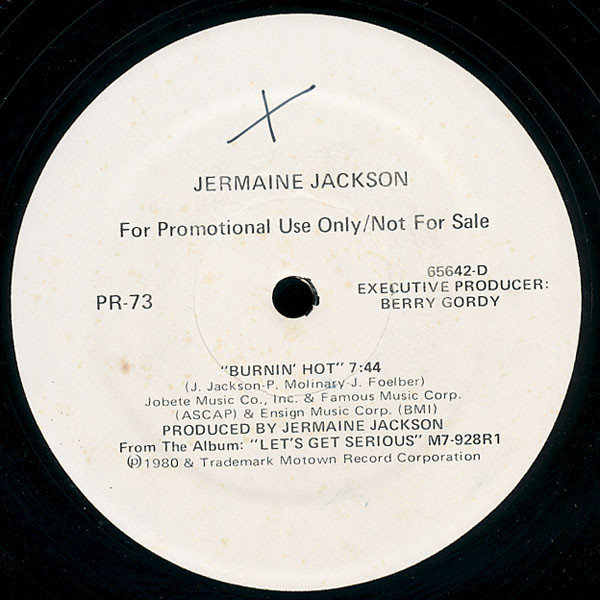 X
JERMAINE JACKSON
For Promotional Use Only/Not For Sale
PR-73
65642-D
EXECUTIVE PRODUCER:
BERRY GORDY
"BURNIN' HOT" 7:44
(J. Jackson-P. Molinary-J. Foelber)
Jobete Music Co., Inc. & Famous Music Corp.
(ASCAP) & Ensign Music Corp. (BMI)
PRODUCED BY JERMAINE JACKSON
From The Album: "LET'S GET SERIOUS" M7-928R1
Ⓟ1980 & Trademark Motown Record Corporation